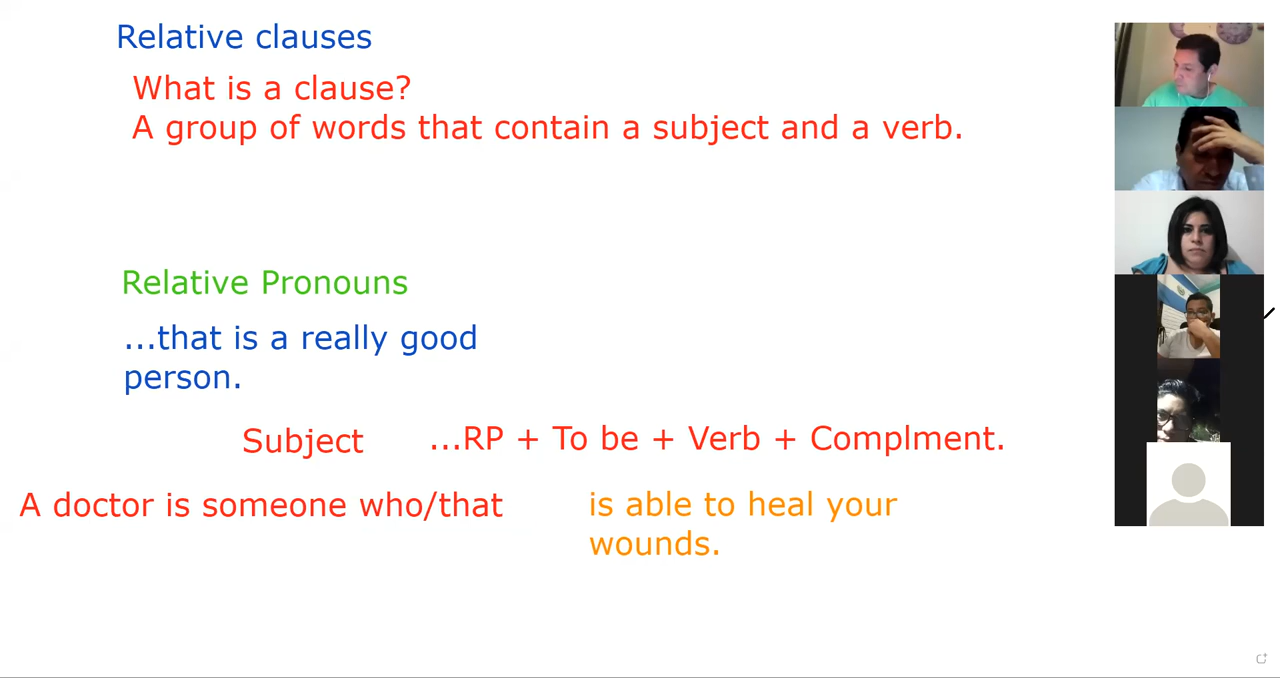 Relative clauses
What is a clause?
A group of words that contain a subject and a verb.
Relative Pronouns
...that is a really good
person.
Subject ...RP + To be + Verb + Complment.
A doctor is someone who/that is able to heal your
wounds.